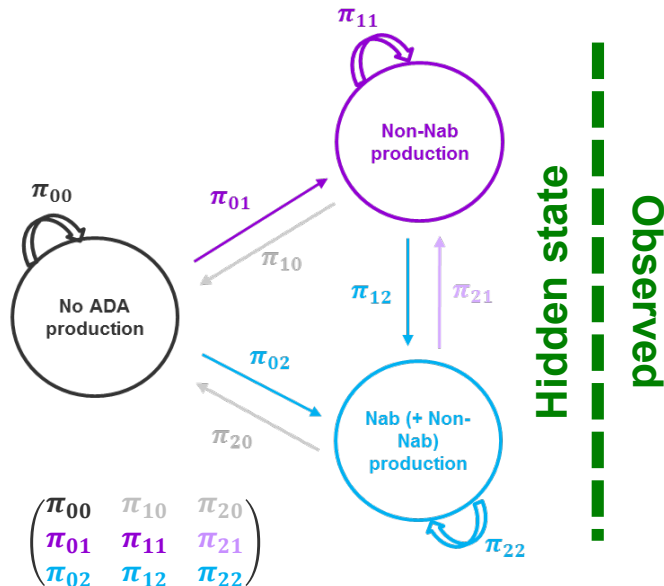 π11
Non-Nab
production
π01
π00
π10
No ADA
production
π12
π21
π02
π20
Nab (+ Non-
Nab)
production
π22
Hidden state
Observed
π00 π10 π20
π01 π11 π21
π02 π12 π22